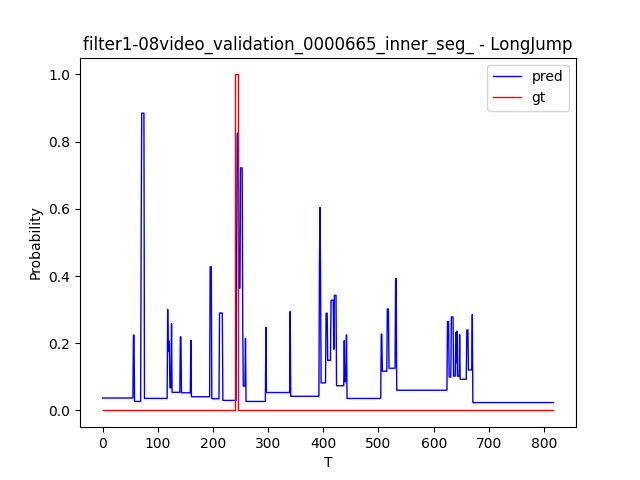 filter1-08video_validation_0000665_inner_seg_ - LongJump
pred
gt
Probability
1.0
0.8
0.6
0.4
0.2
0.0
0 100 200 300 400 500 600 700 800
T